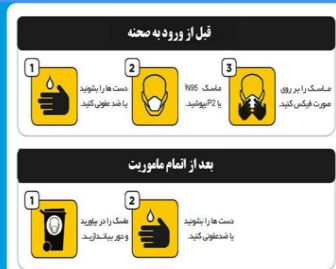 قبل از ورود به صحنه
1
دست ها را بشوئید
یا ضدعفونی کنید.
2
ماسک N95
یا P2 بپوشید.
3
ماسک را بر روی
صورت فیکس کنید.
بعد از اتمام ماموریت
1
ماسک را در بیاورید
و دور بیندازید.
2
دست ها را بشوئید
یا ضدعفونی کنید.